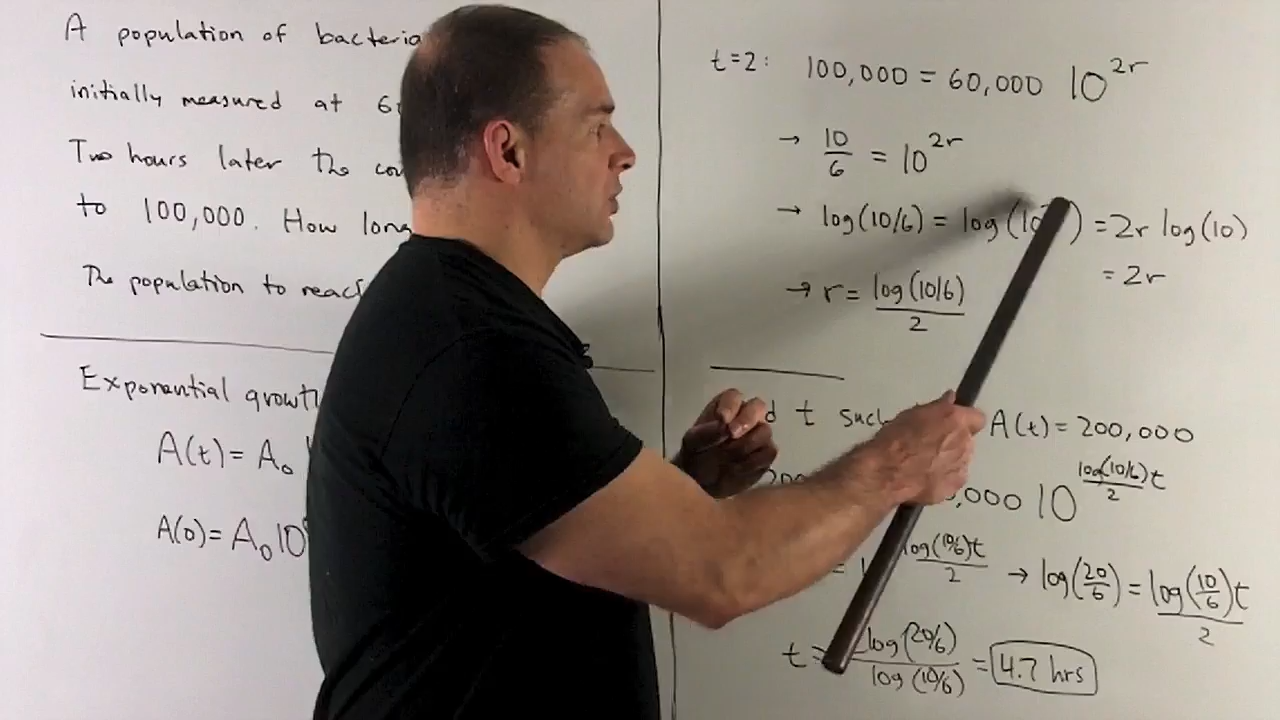 A population of bacteria
initially measured at
Two hours later the
to 100,000. How long
The population to reach
Exponential growth
A(t) = A₀
A(0) = A₀10
t=2: 100,000 = 60,000 10^{2r}
→ 10/6 = 10^{2r}
→ log(10/6) = log(10 ) = 2r log(10)
= 2r
→ r = log(10/6)/2
t such A(t) = 200,000
,000 10^{log(10/6)t/2}
= log(10/6)t/2 → log(20/6) = log(10/6)t/2
t = log(20/6)/log(10/6) = 4.7 hrs